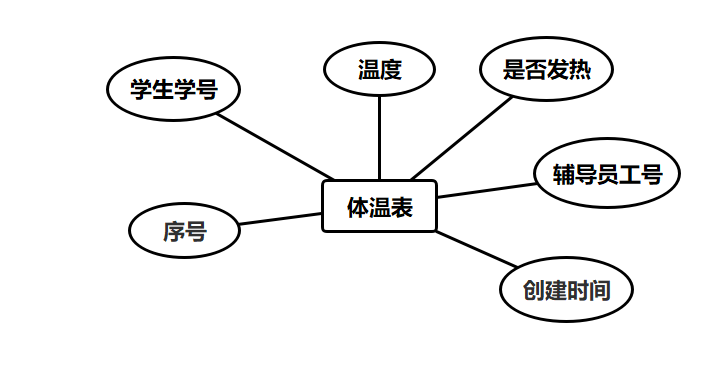 温度
是否发热
学生学号
辅导员工号
体温表
序号
创建时间